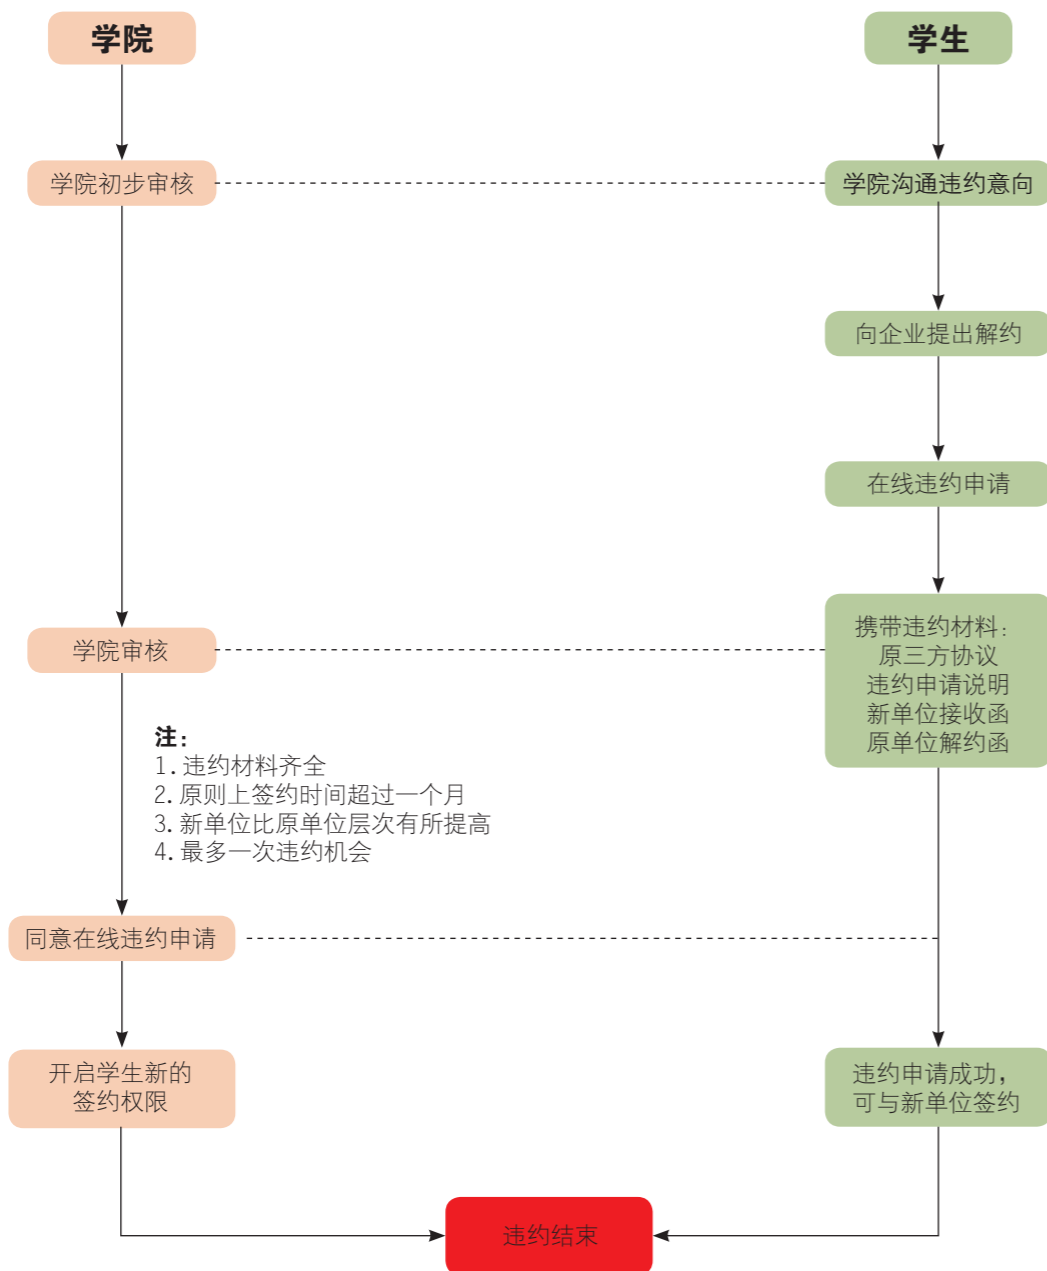 学院
学生
学院初步审核
学院沟通违约意向
向企业提出解约
在线违约申请
学院审核
携带违约材料：
原三方协议
违约申请说明
新单位接收函
原单位解约函
注：
1. 违约材料齐全
2. 原则上签约时间超过一个月
3. 新单位比原单位层次有所提高
4. 最多一次违约机会
同意在线违约申请
开启学生新的
签约权限
违约申请成功，
可与新单位签约
违约结束